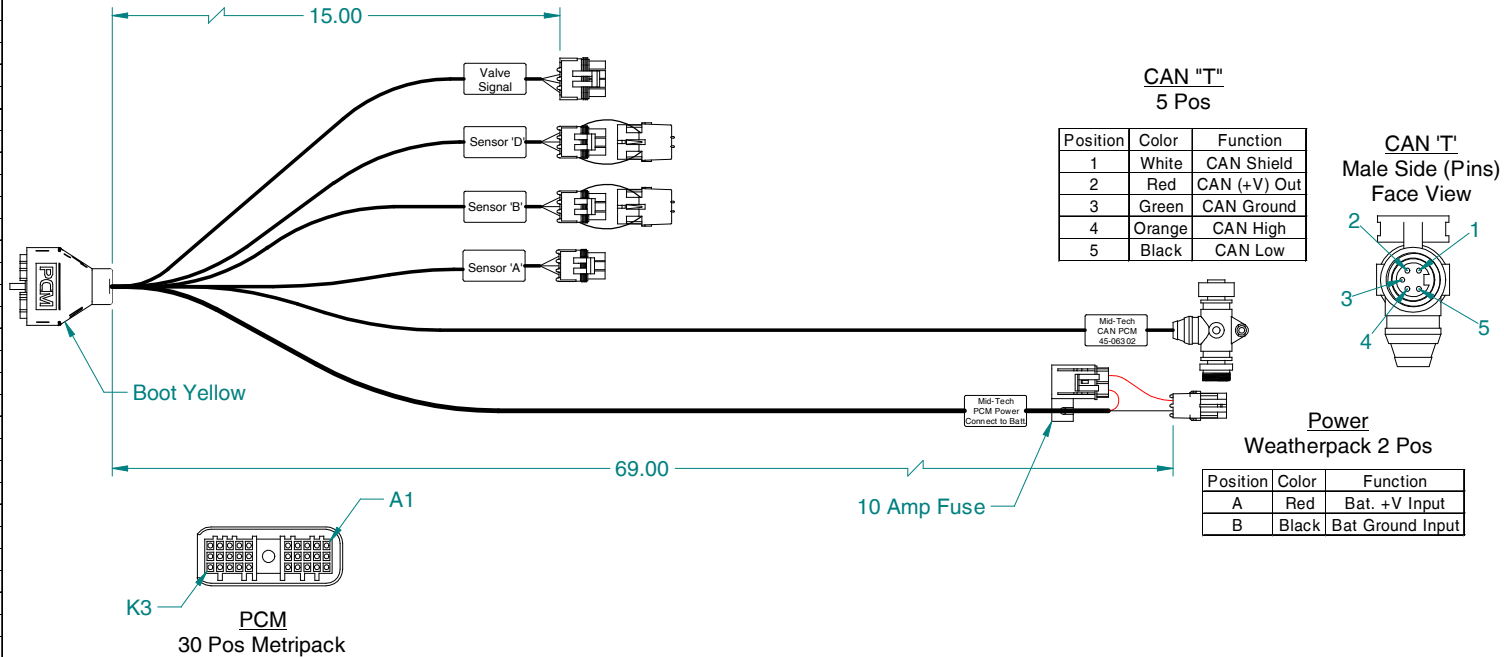 15.00
Valve
Signal
Sensor 'D'
Sensor 'B'
Sensor 'A'
PCM
Boot Yellow
CAN "T"
5 Pos
Position Color Function
1 White CAN Shield
2 Red CAN (+V) Out
3 Green CAN Ground
4 Orange CAN High
5 Black CAN Low
CAN 'T'
Male Side (Pins)
Face View
2
1
3
4
5
Mid-Tech
CAN PCM
45-06302
Mid-Tech
PCM Power
Connect to Batt
69.00
10 Amp Fuse
Power
Weatherpack 2 Pos
Position Color Function
A Red Bat. +V Input
B Black Bat Ground Input
A1
K3
PCM
30 Pos Metripack